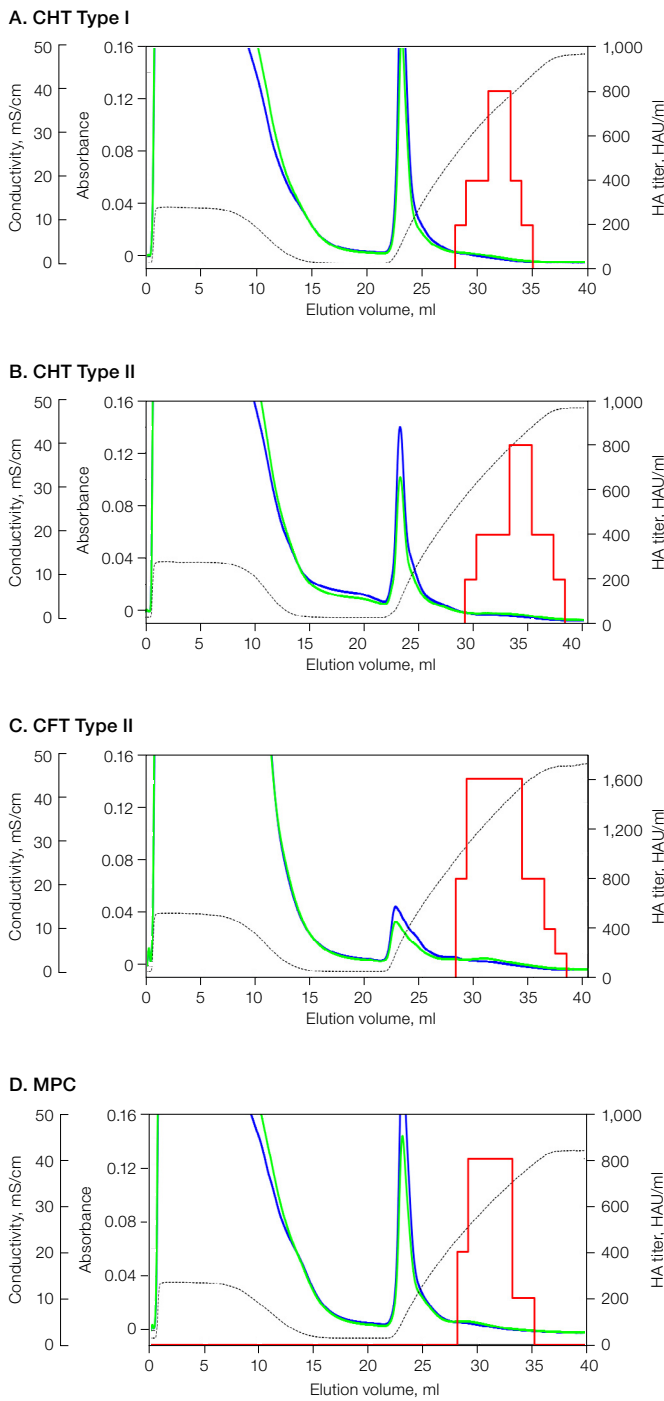 A. CHT Type I
Conductivity, mS/cm
50
40
30
20
10
0
Absorbance
0.16
0.12
0.08
0.04
0
HA titer, HAU/ml
1,000
800
600
400
200
0
0 5 10 15 20 25 30 35 40
Elution volume, ml
B. CHT Type II
Conductivity, mS/cm
50
40
30
20
10
0
Absorbance
0.16
0.12
0.08
0.04
0
HA titer, HAU/ml
1,000
800
600
400
200
0
0 5 10 15 20 25 30 35 40
Elution volume, ml
C. CFT Type II
Conductivity, mS/cm
50
40
30
20
10
0
Absorbance
0.16
0.12
0.08
0.04
0
HA titer, HAU/ml
1,600
1,200
800
400
0
0 5 10 15 20 25 30 35 40
Elution volume, ml
D. MPC
Conductivity, mS/cm
50
40
30
20
10
0
Absorbance
0.16
0.12
0.08
0.04
0
HA titer, HAU/ml
1,000
800
600
400
200
0
0 5 10 15 20 25 30 35 40
Elution volume, ml